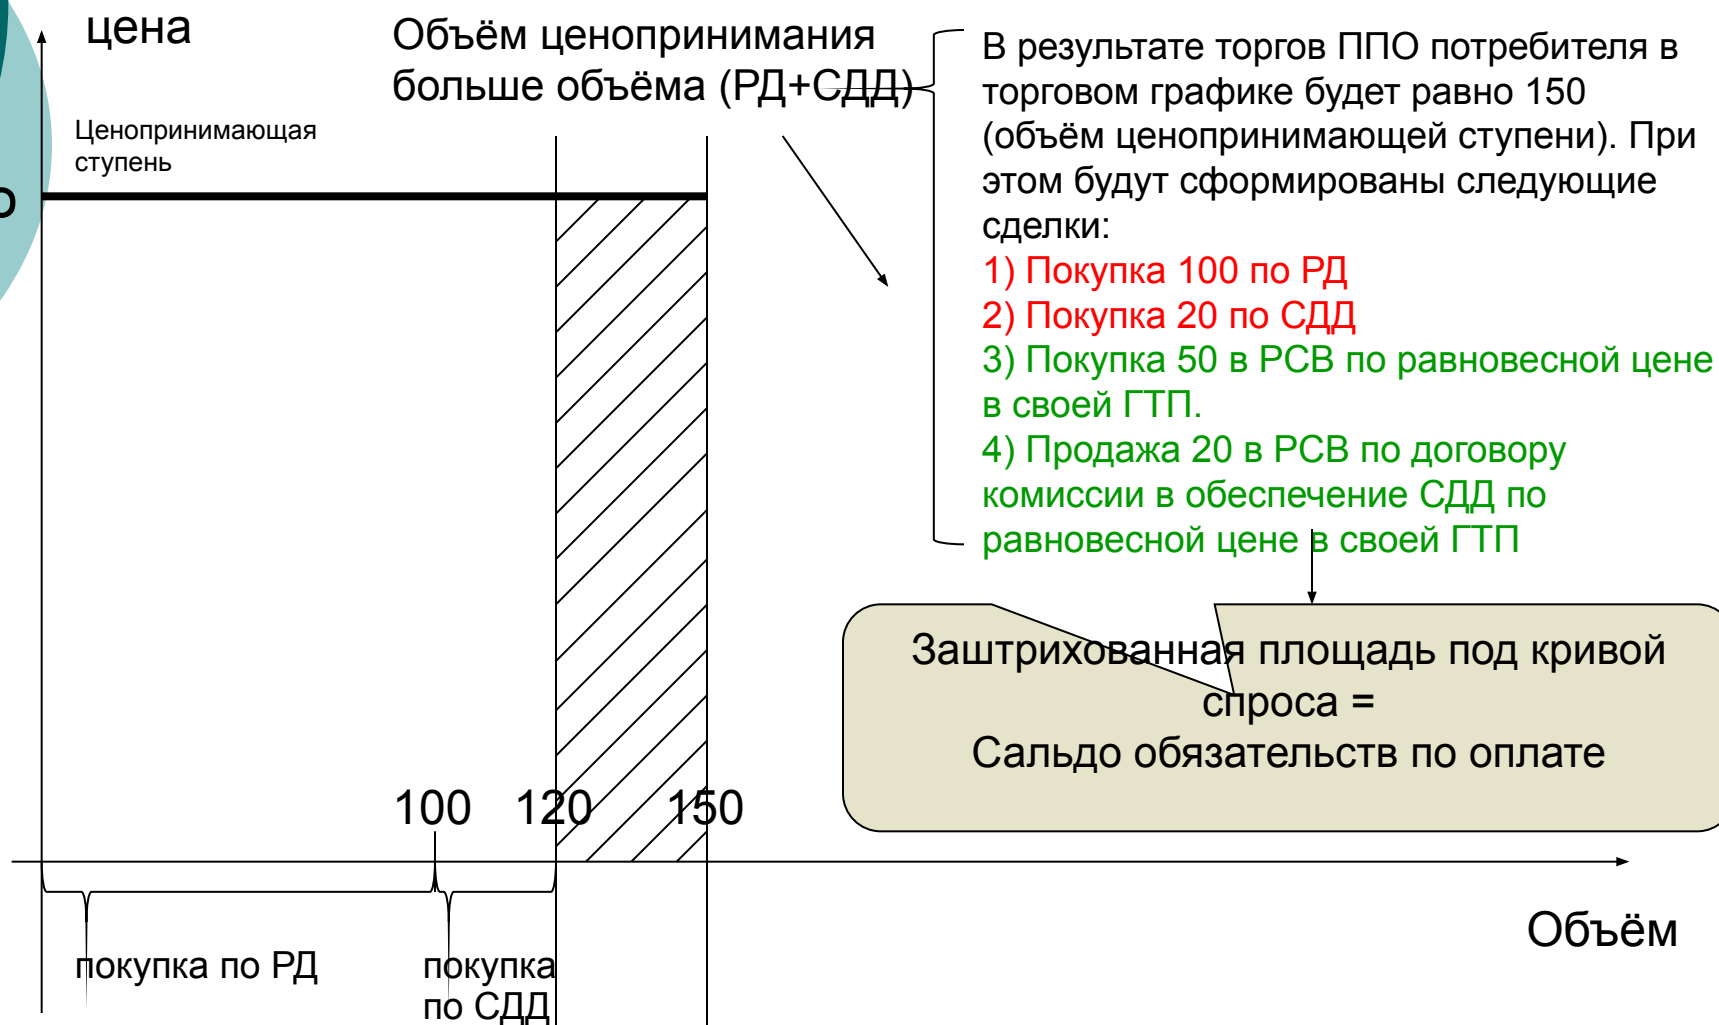 цена
Объём ценопринимания
больше объёма (РД+СДД)
Ценопринимающая
ступень
В результате торгов ППО потребителя в
торговом графике будет равно 150
(объём ценопринимающей ступени). При
этом будут сформированы следующие
сделки:
1) Покупка 100 по РД
2) Покупка 20 по СДД
3) Покупка 50 в РСВ по равновесной цене
в своей ГТП.
4) Продажа 20 в РСВ по договору
комиссии в обеспечение СДД по
равновесной цене в своей ГТП
Заштрихованная площадь под кривой
спроса =
Сальдо обязательств по оплате
100 120 150
Объём
покупка по РД
покупка
по СДД